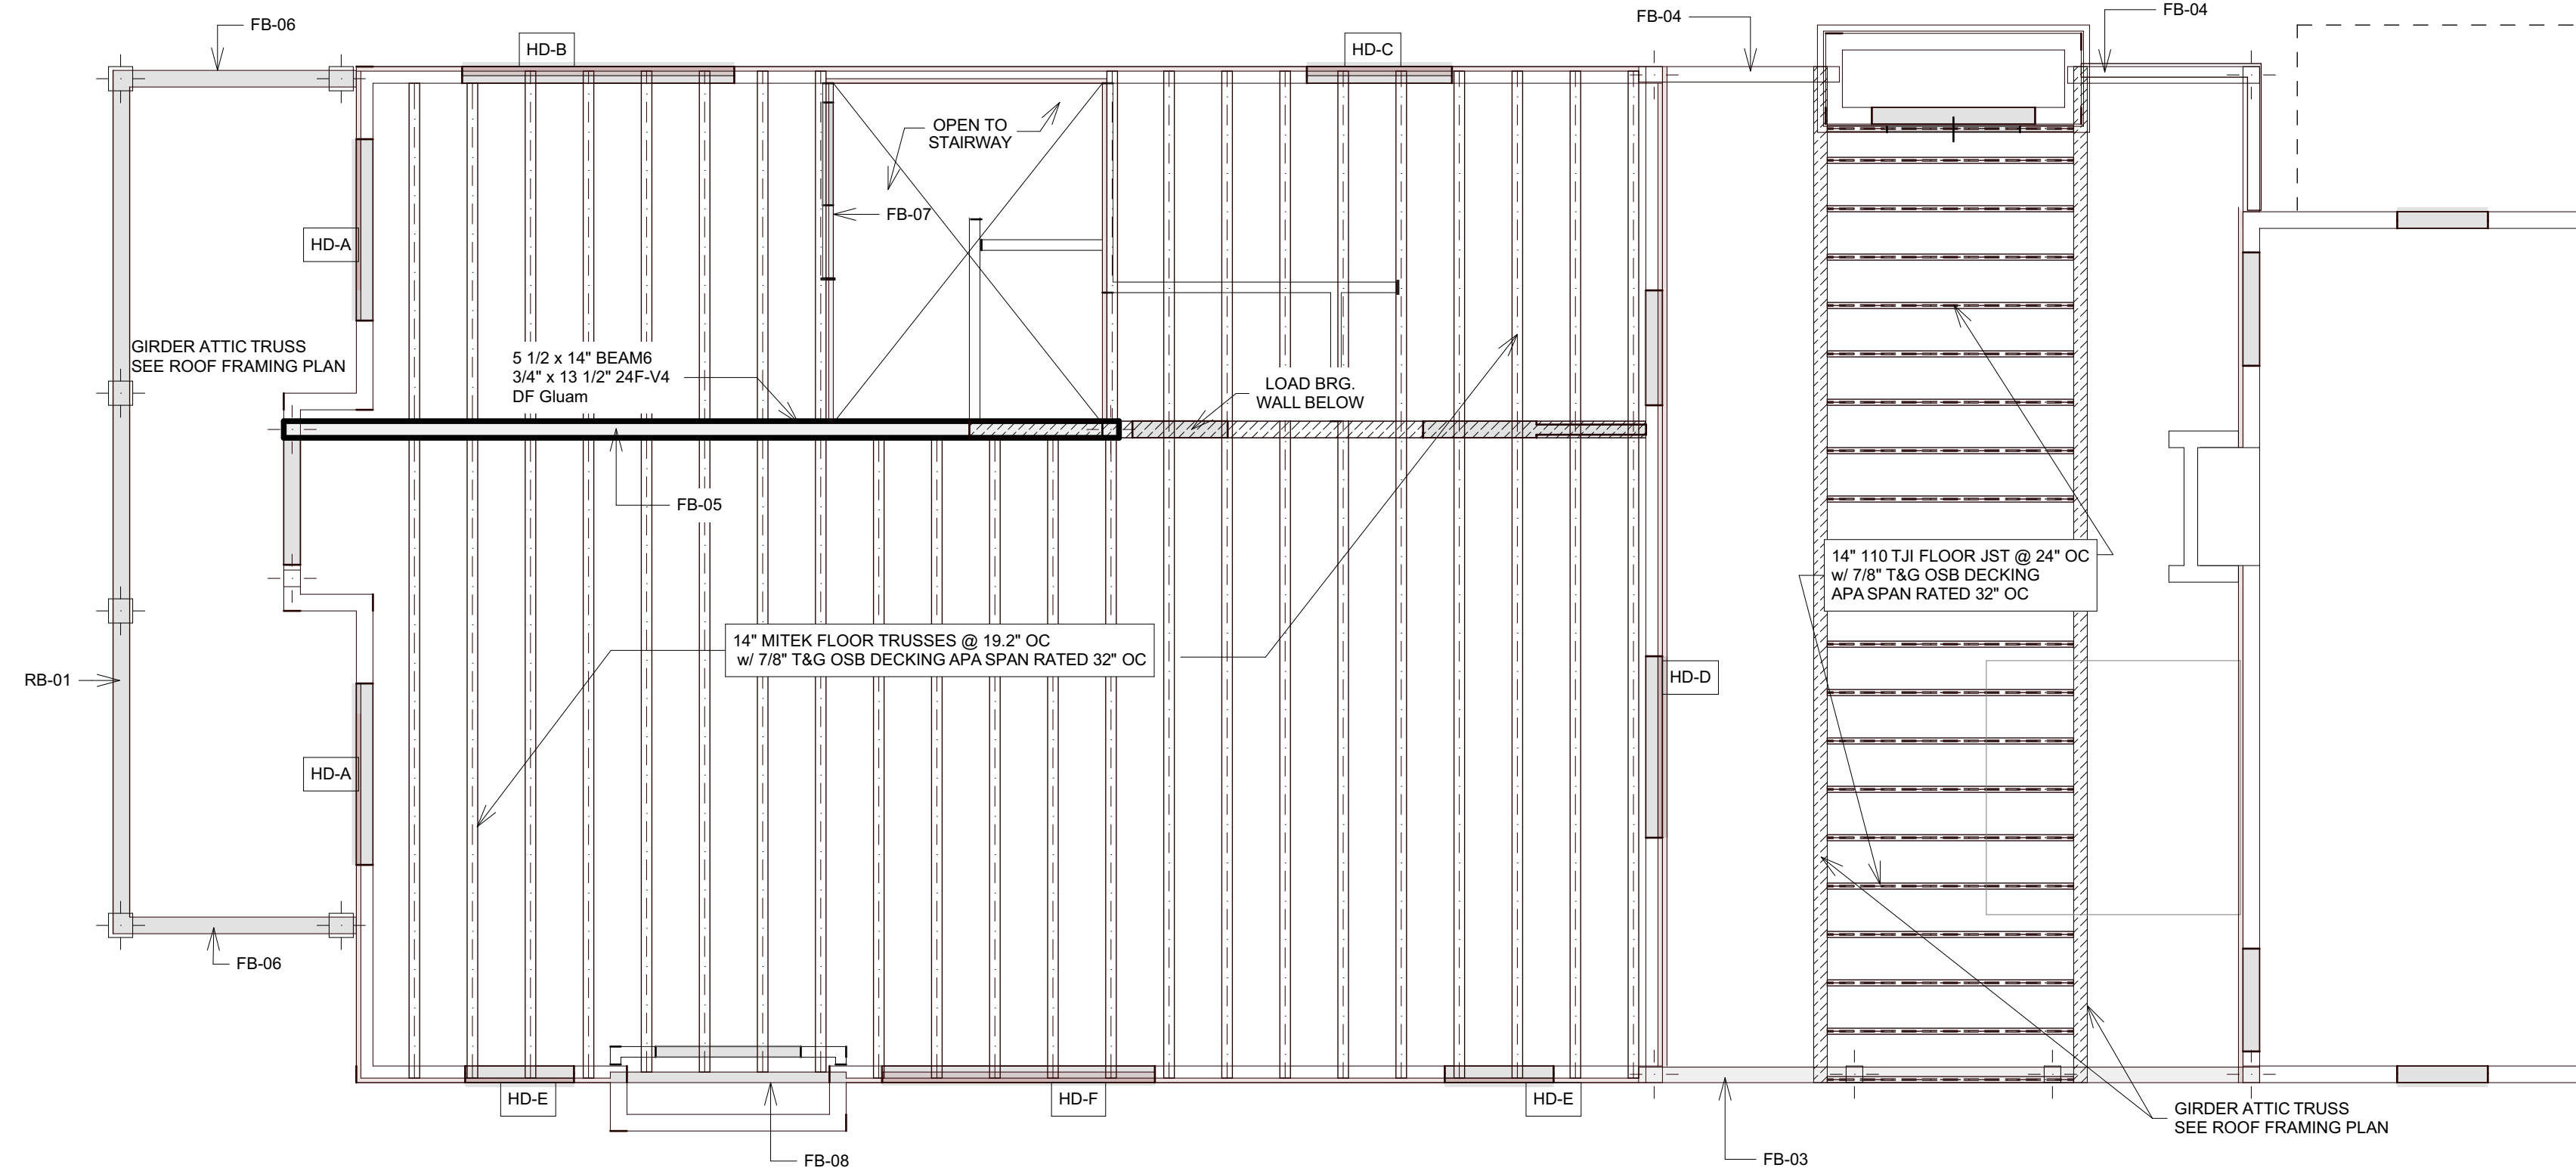 FB-06
HD-B
HD-C
FB-04
FB-04
OPEN TO
STAIRWAY
FB-07
HD-A
GIRDER ATTIC TRUSS
SEE ROOF FRAMING PLAN
5 1/2 x 14" BEAM6
3/4" x 13 1/2" 24F-V4
DF Gluam
LOAD BRG.
WALL BELOW
FB-05
14" 110 TJI FLOOR JST @ 24" OC
w/ 7/8" T&G OSB DECKING
APA SPAN RATED 32" OC
14" MITEK FLOOR TRUSSES @ 19.2" OC
w/ 7/8" T&G OSB DECKING APA SPAN RATED 32" OC
RB-01
HD-D
HD-A
FB-06
HD-E
HD-F
HD-E
GIRDER ATTIC TRUSS
SEE ROOF FRAMING PLAN
FB-08
FB-03